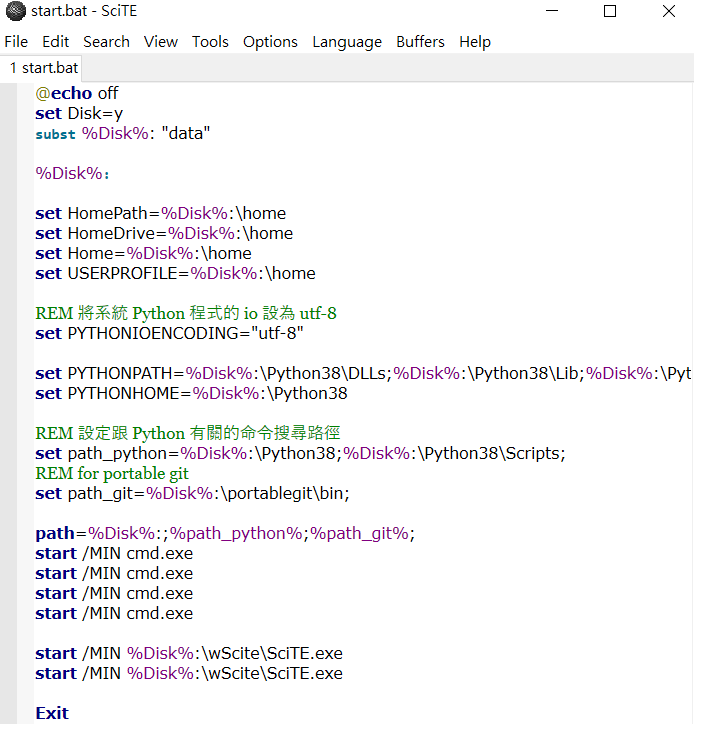 start.bat - SciTE
File Edit Search View Tools Options Language Buffers Help
1 start.bat
@echo off
set Disk=y
subst %Disk%: "data"
%Disk%:
set HomePath=%Disk%:\home
set HomeDrive=%Disk%:\home
set Home=%Disk%:\home
set USERPROFILE=%Disk%:\home
REM 將系統 Python 程式的 io 設為 utf-8
set PYTHONIOENCODING="utf-8"
set PYTHONPATH=%Disk%:\Python38\DLLs;%Disk%:\Python38\Lib;%Disk%:\Pyt
set PYTHONHOME=%Disk%:\Python38
REM 設定跟 Python 有關的命令搜尋路徑
set path_python=%Disk%:\Python38;%Disk%:\Python38\Scripts;
REM for portable git
set path_git=%Disk%:\portablegit\bin;
path=%Disk%:;%path_python%;%path_git%;
start /MIN cmd.exe
start /MIN cmd.exe
start /MIN cmd.exe
start /MIN cmd.exe
start /MIN %Disk%:\wScite\SciTE.exe
start /MIN %Disk%:\wScite\SciTE.exe
Exit